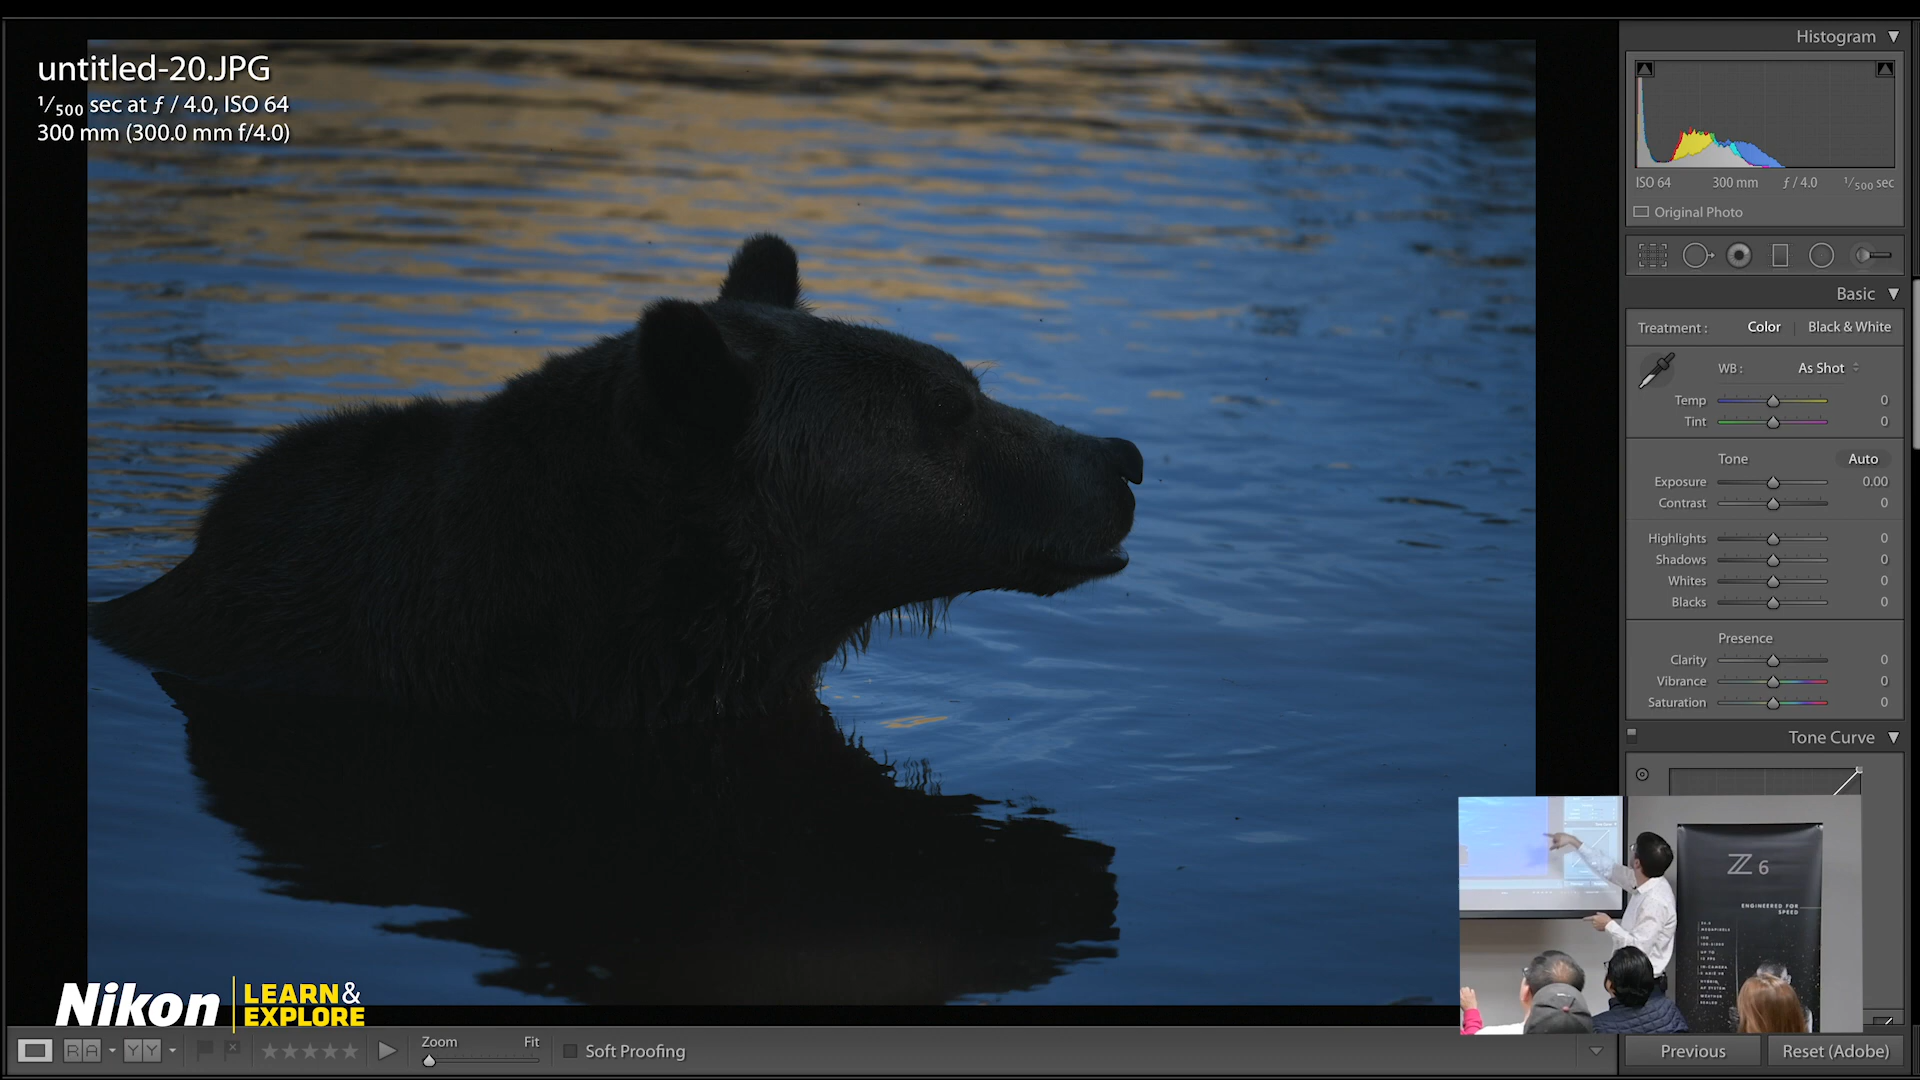 untitled-20.JPG
1/500 sec at ƒ / 4.0, ISO 64
300 mm (300.0 mm f/4.0)
Histogram
ISO 64 300 mm ƒ / 4.0 1/500 sec
Original Photo
Basic
Treatment : Color Black & White
WB : As Shot
Temp 0
Tint 0
Tone Auto
Exposure 0.00
Contrast 0
Highlights 0
Shadows 0
Whites 0
Blacks 0
Presence
Clarity 0
Vibrance 0
Saturation 0
Tone Curve
Z 6
ENGINEERED FOR
SPEED
Nikon
LEARN&
EXPLORE
R A Y Y
Zoom Fit
Soft Proofing
Previous Reset (Adobe)